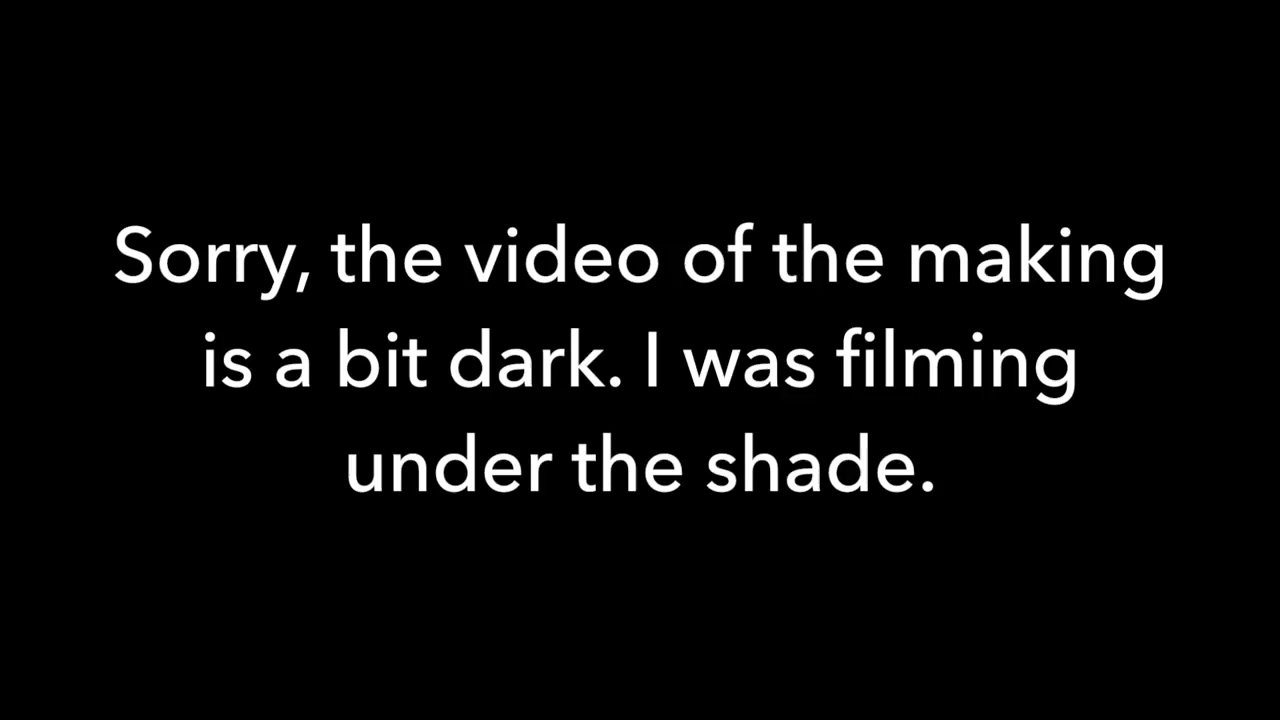 Sorry, the video of the making
is a bit dark. I was filming
under the shade.